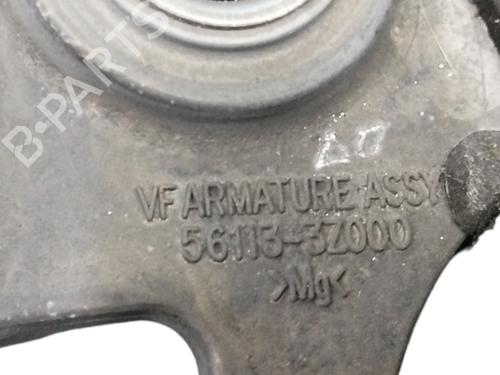 B-PARTS
VF ARMATURE ASSY
56113-3Z000
>Mg<